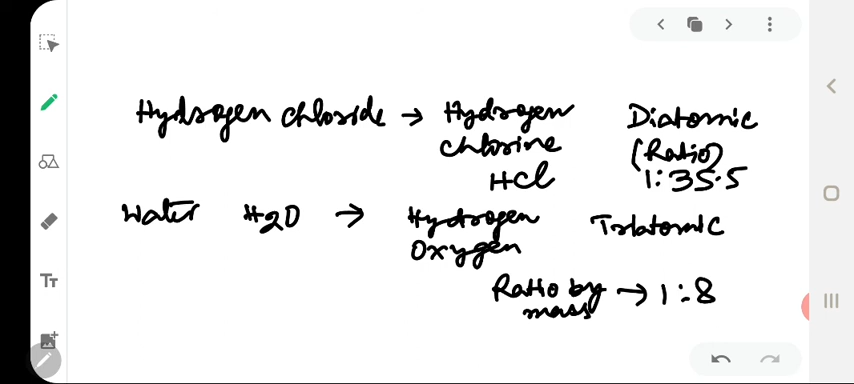 Hydrogen chloride → Hydrogen Diatomic
chlorine (Ratio)
HCl 1:35.5
Water H2O → Hydrogen Triatomic
Oxygen
Ratio by → 1:8
mass
Tт